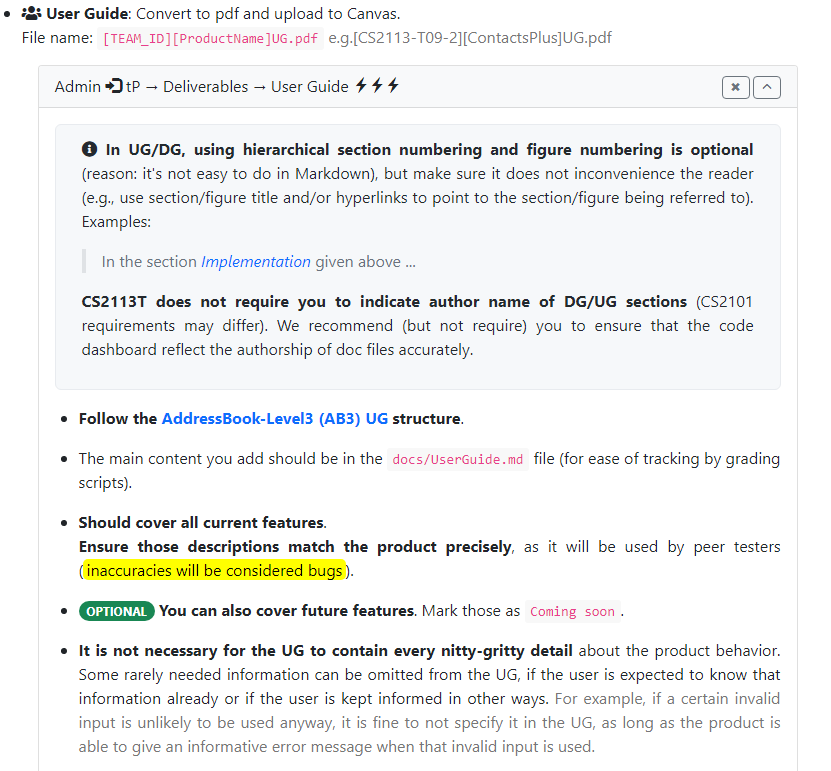 User Guide: Convert to pdf and upload to Canvas.
File name: [TEAM_ID][ProductName]UG.pdf e.g.[CS2113-T09-2][ContactsPlus]UG.pdf
Admin tP → Deliverables → User Guide
In UG/DG, using hierarchical section numbering and figure numbering is optional
(reason: it's not easy to do in Markdown), but make sure it does not inconvenience the reader
(e.g., use section/figure title and/or hyperlinks to point to the section/figure being referred to).
Examples:
In the section Implementation given above ...
CS2113T does not require you to indicate author name of DG/UG sections (CS2101
requirements may differ). We recommend (but not require) you to ensure that the code
dashboard reflect the authorship of doc files accurately.
Follow the AddressBook-Level3 (AB3) UG structure.
The main content you add should be in the docs/UserGuide.md file (for ease of tracking by grading
scripts).
Should cover all current features.
Ensure those descriptions match the product precisely, as it will be used by peer testers
(inaccuracies will be considered bugs).
OPTIONAL You can also cover future features. Mark those as Coming soon.
It is not necessary for the UG to contain every nitty-gritty detail about the product behavior.
Some rarely needed information can be omitted from the UG, if the user is expected to know that
information already or if the user is kept informed in other ways. For example, if a certain invalid
input is unlikely to be used anyway, it is fine to not specify it in the UG, as long as the product is
able to give an informative error message when that invalid input is used.